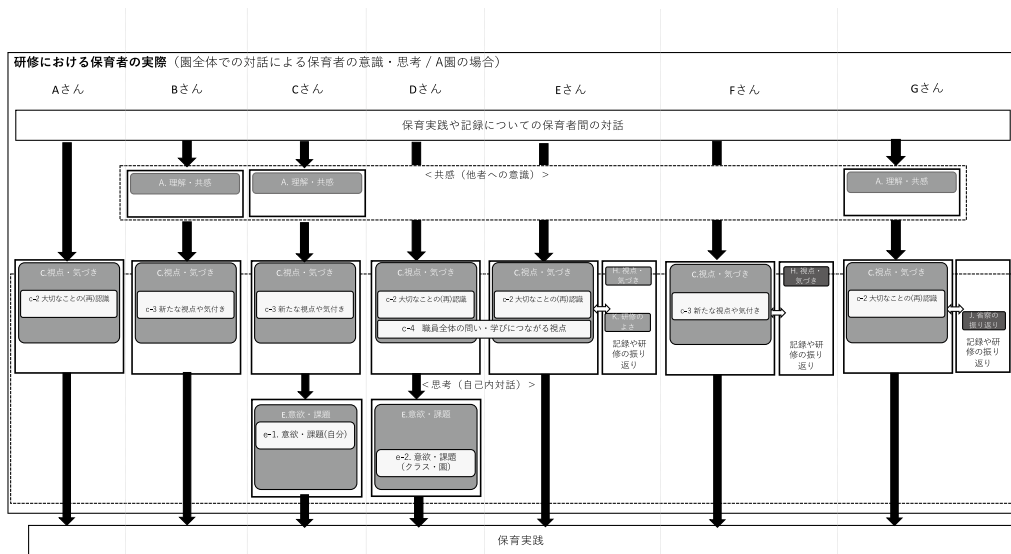 研修における保育者の実際（園全体での対話による保育者の意識・思考 / A園の場合）
Aさん
Bさん
Cさん
Dさん
Eさん
Fさん
Gさん
保育実践や記録についての保育者間の対話
＜共感（他者への意識）＞
A. 理解・共感
A. 理解・共感
A. 理解・共感
C.視点・気づき
c-2 大切なことの(再)認識
C.視点・気づき
c-3 新たな視点や気付き
C.視点・気づき
c-3 新たな視点や気付き
C.視点・気づき
c-2 大切なことの(再)認識
C.視点・気づき
c-2 大切なことの(再)認識
c-4 職員全体の問い・学びにつながる視点
H. 視点・
気づき
K. 研修の
よさ
記録や研
修の振り
返り
C.視点・気づき
c-3 新たな視点や気付き
H. 視点・
気づき
記録や研
修の振り
返り
C.視点・気づき
c-2 大切なことの(再)認識
J. 省察の
振り返り
記録や研
修の振り
返り
＜思考（自己内対話）＞
E.意欲・課題
e-1. 意欲・課題(自分)
E.意欲・課題
e-2. 意欲・課題
(クラス・園)
保育実践